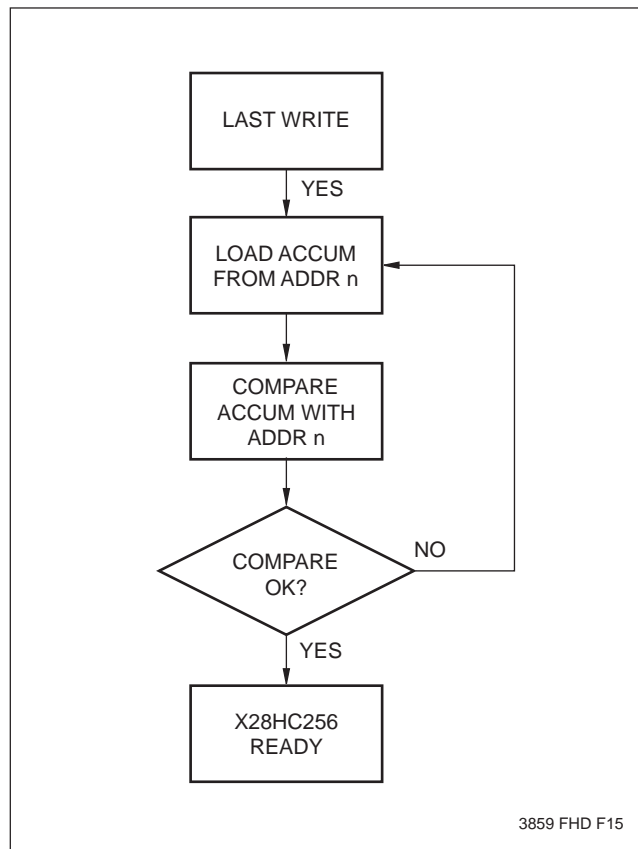 LAST WRITE
YES
LOAD ACCUM
FROM ADDR n
COMPARE
ACCUM WITH
ADDR n
COMPARE
OK?
NO
YES
X28HC256
READY
3859 FHD F15